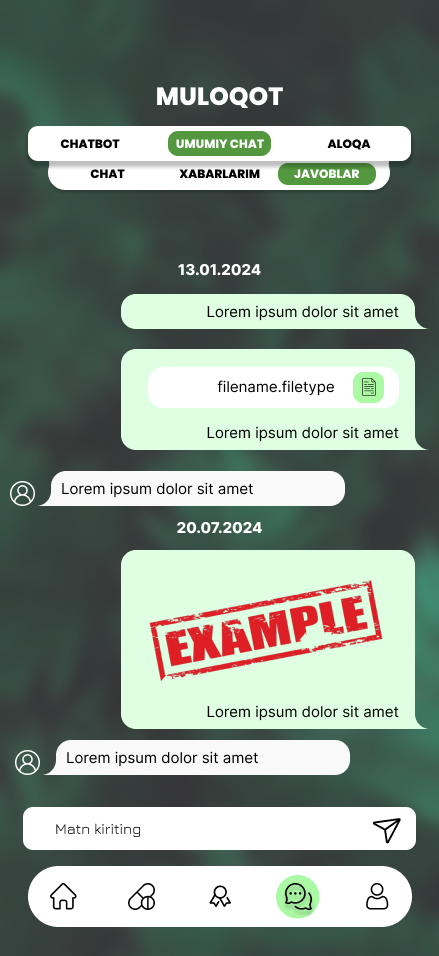 MULOQOT
CHATBOT UMUMIY CHAT ALOQA
CHAT XABARLARIM JAVOBLAR
13.01.2024
Lorem ipsum dolor sit amet
filename.filetype
Lorem ipsum dolor sit amet
Lorem ipsum dolor sit amet
20.07.2024
EXAMPLE
Lorem ipsum dolor sit amet
Lorem ipsum dolor sit amet
Matn kiriting